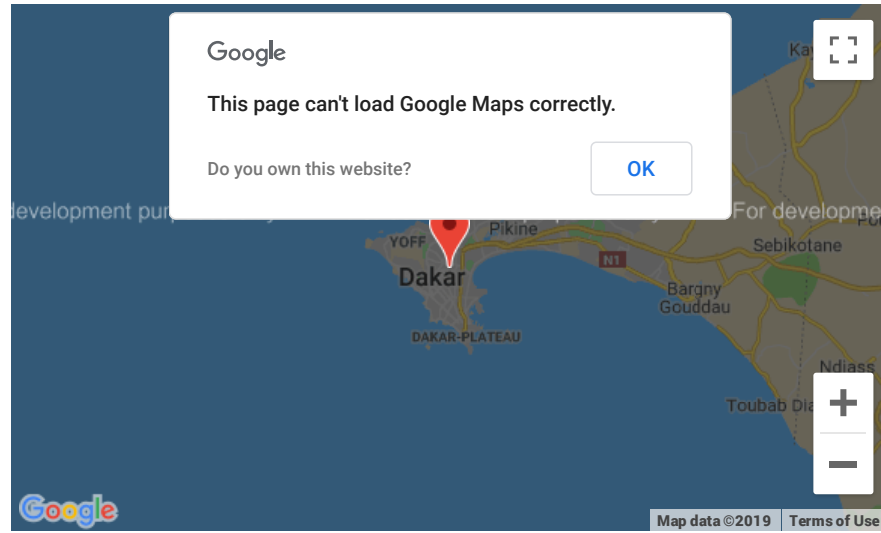 Google
This page can't load Google Maps correctly.
Do you own this website?
OK
development pur
For developme
YOFF
Pikine
Sebikotane
N1
Dakar
Bargny
Gouddau
DAKAR-PLATEAU
Ndiass
Toubab Dia
Google
Map data ©2019
Terms of Use